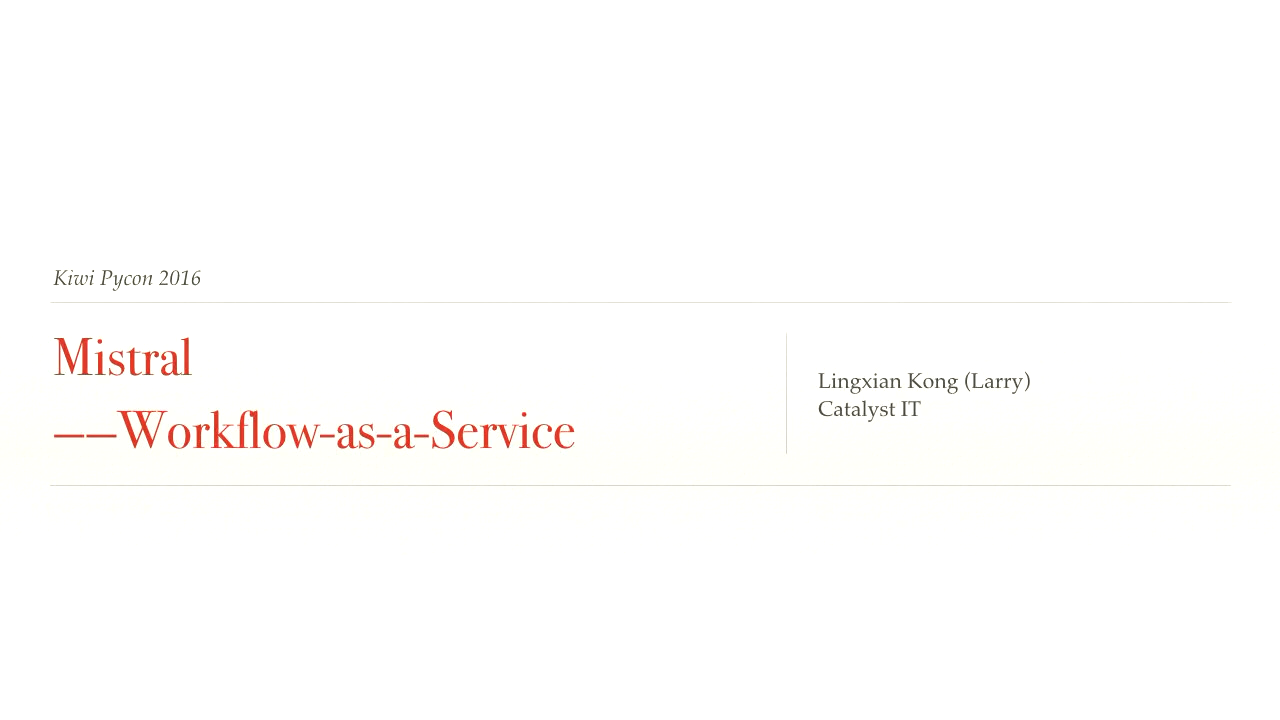 Kiwi Pycon 2016
Mistral
——Workflow-as-a-Service
Lingxian Kong (Larry)
Catalyst IT